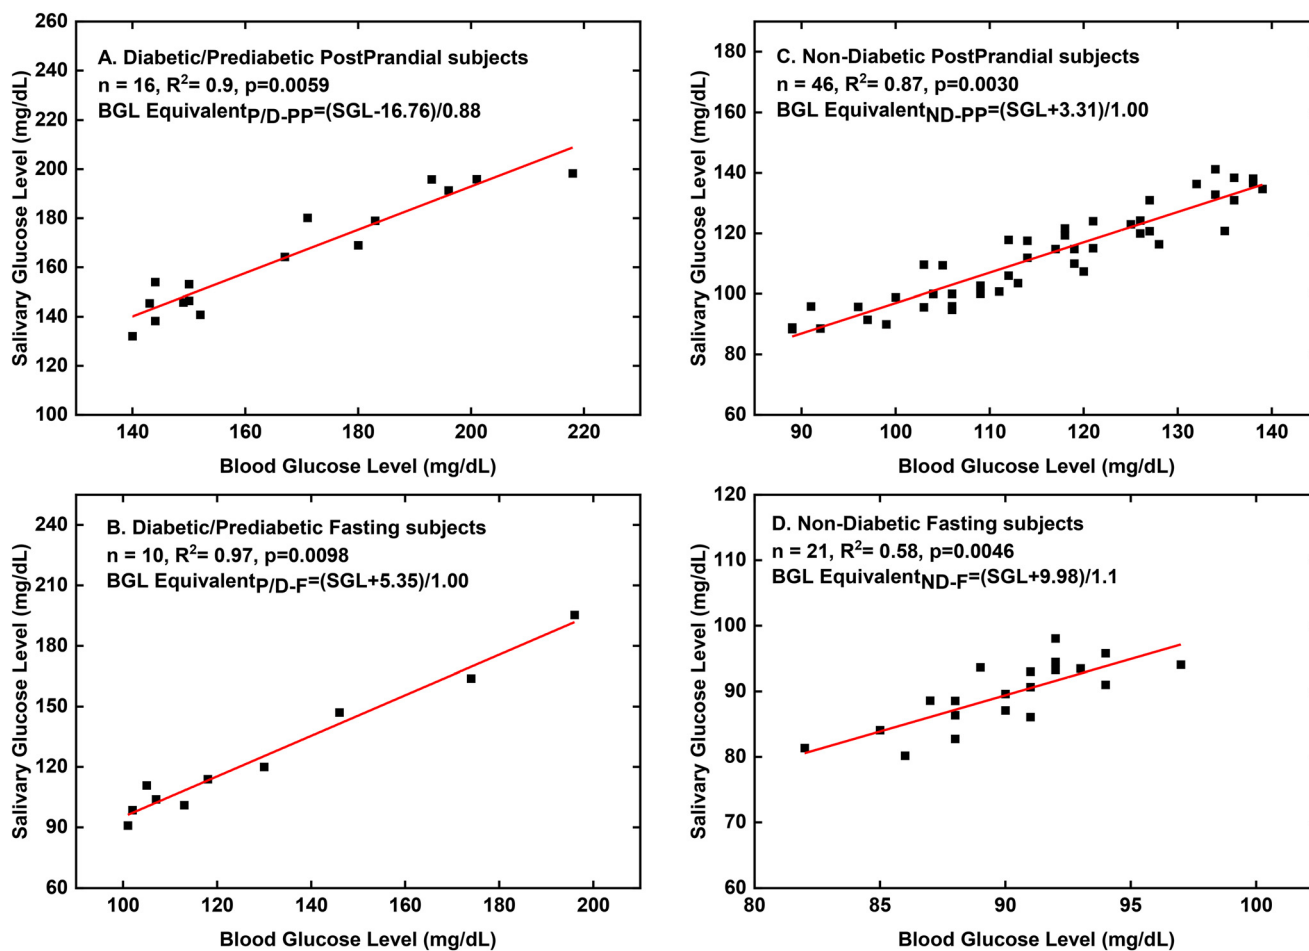 A. Diabetic/Prediabetic PostPrandial subjects
n = 16, R²= 0.9, p=0.0059
BGL Equivalent P/D-PP=(SGL-16.76)/0.88
Salivary Glucose Level (mg/dL)
260
240
220
200
180
160
140
120
100
140
160
180
200
220
Blood Glucose Level (mg/dL)
C. Non-Diabetic PostPrandial subjects
n = 46, R²= 0.87, p=0.0030
BGL Equivalent ND-PP=(SGL+3.31)/1.00
Salivary Glucose Level (mg/dL)
180
160
140
120
100
80
60
90
100
110
120
130
140
Blood Glucose Level (mg/dL)
B. Diabetic/Prediabetic Fasting subjects
n = 10, R²= 0.97, p=0.0098
BGL Equivalent P/D-F=(SGL+5.35)/1.00
Salivary Glucose Level (mg/dL)
240
210
180
150
120
90
60
100
120
140
160
180
200
Blood Glucose Level (mg/dL)
D. Non-Diabetic Fasting subjects
n = 21, R²= 0.58, p=0.0046
BGL Equivalent ND-F=(SGL+9.98)/1.1
Salivary Glucose Level (mg/dL)
120
110
100
90
80
70
60
80
85
90
95
100
Blood Glucose Level (mg/dL)